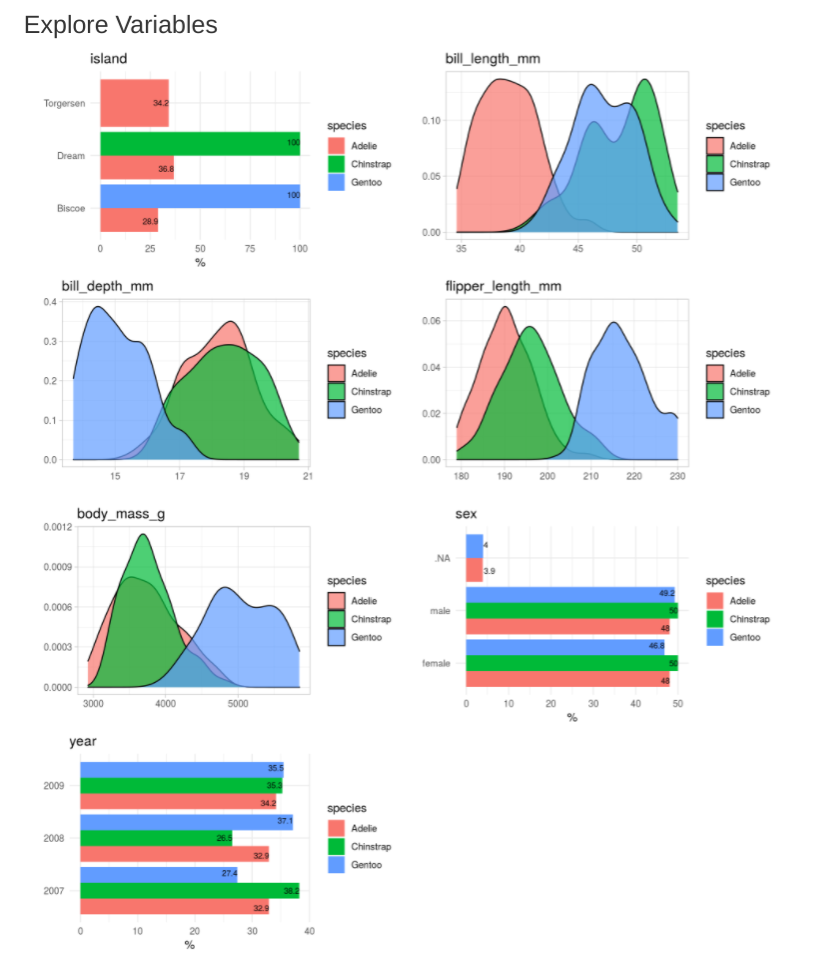 Explore Variables
island
Torgersen
Dream
Biscoe
34.2
100
36.8
100
28.9
0 25 50 75 100
%
species
Adelie
Chinstrap
Gentoo
bill_length_mm
0.10
0.05
0.00
35 40 45 50
species
Adelie
Chinstrap
Gentoo
bill_depth_mm
0.4
0.3
0.2
0.1
0.0
15 17 19 21
species
Adelie
Chinstrap
Gentoo
flipper_length_mm
0.06
0.04
0.02
0.00
180 190 200 210 220 230
species
Adelie
Chinstrap
Gentoo
body_mass_g
0.0012
0.0009
0.0006
0.0003
0.0000
3000 4000 5000
species
Adelie
Chinstrap
Gentoo
sex
.NA
male
female
4
3.9
49.2
50
48
46.8
50
48
0 10 20 30 40 50
%
species
Adelie
Chinstrap
Gentoo
year
2009
2008
2007
35.5
35.3
34.2
37.1
26.5
32.9
27.4
38.2
32.9
0 10 20 30 40
%
species
Adelie
Chinstrap
Gentoo